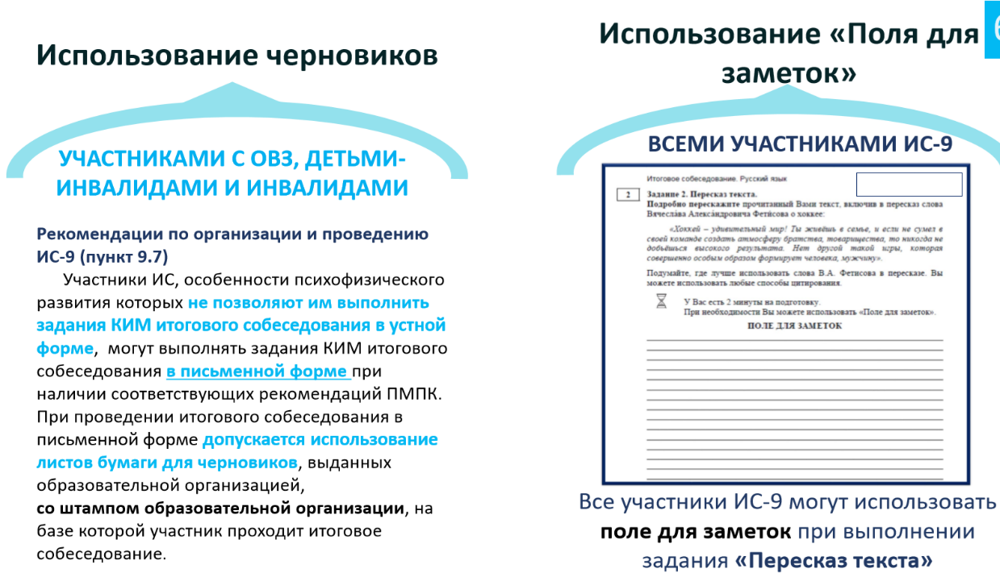 Использование черновиков
УЧАСТНИКАМИ С ОВЗ, ДЕТЬМИ-
ИНВАЛИДАМИ И ИНВАЛИДАМИ
Рекомендации по организации и проведению
ИС-9 (пункт 9.7)
Участники ИС, особенности психофизического
развития которых не позволяют им выполнить
задания КИМ итогового собеседования в устной
форме, могут выполнять задания КИМ итогового
собеседования в письменной форме при
наличии соответствующих рекомендаций ПМПК.
При проведении итогового собеседования в
письменной форме допускается использование
листов бумаги для черновиков, выданных
образовательной организацией,
со штампом образовательной организации, на
базе которой участник проходит итоговое
собеседование.
Использование «Поля для
заметок»
6
ВСЕМИ УЧАСТНИКАМИ ИС-9
Итоговое собеседование. Русский язык
2
Задание 2. Пересказ текста.
Подробно перескажите прочитанный Вами текст, включив в пересказ слова
Вячесла́ва Алекса́ндровича Фети́сова о хоккее:
«Хоккей – удивительный мир! Ты живёшь в семье, и если не сумел в
своей команде создать атмосферу братства, товарищества, то никогда не
добьёшься высокого результата. Нет другой такой игры, которая
совершенно особым образом формирует человека, мужчину».
Подумайте, где лучше использовать слова В.А. Фетисова в пересказе. Вы
можете использовать любые способы цитирования.
У Вас есть 2 минуты на подготовку.
При необходимости Вы можете использовать «Поле для заметок».
ПОЛЕ ДЛЯ ЗАМЕТОК
Все участники ИС-9 могут использовать
поле для заметок при выполнении
задания «Пересказ текста»